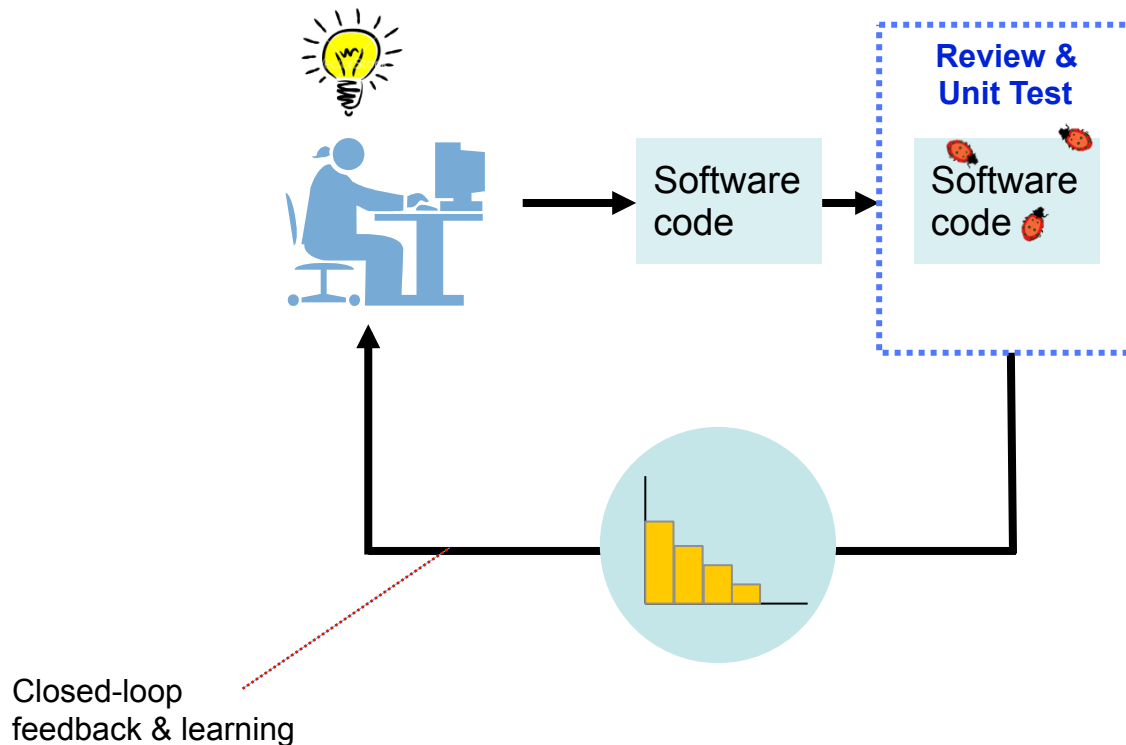 Review &
Unit Test
Software
code
Software
code
Closed-loop
feedback & learning